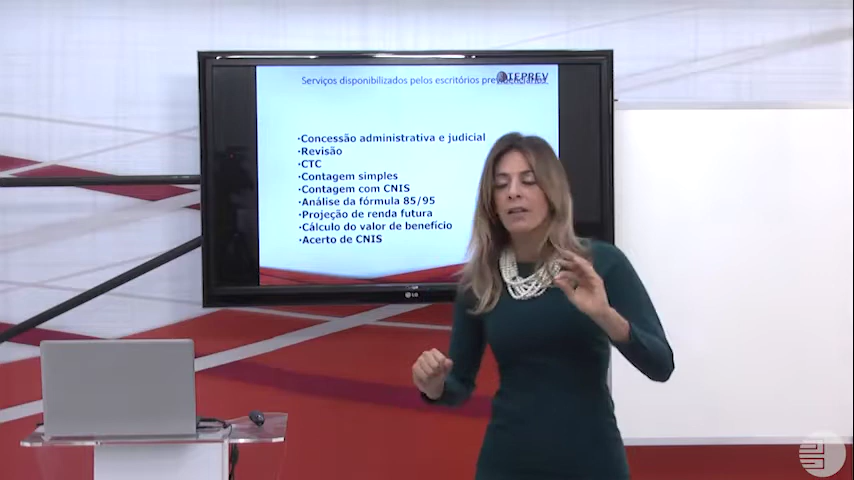 IEPREV
Serviços disponibilizados pelos escritórios previdenciários.
·Concessão administrativa e judicial
·Revisão
·CTC
·Contagem simples
·Contagem com CNIS
·Análise da fórmula 85/95
·Projeção de renda futura
·Cálculo do valor de benefício
·Acerto de CNIS
LG